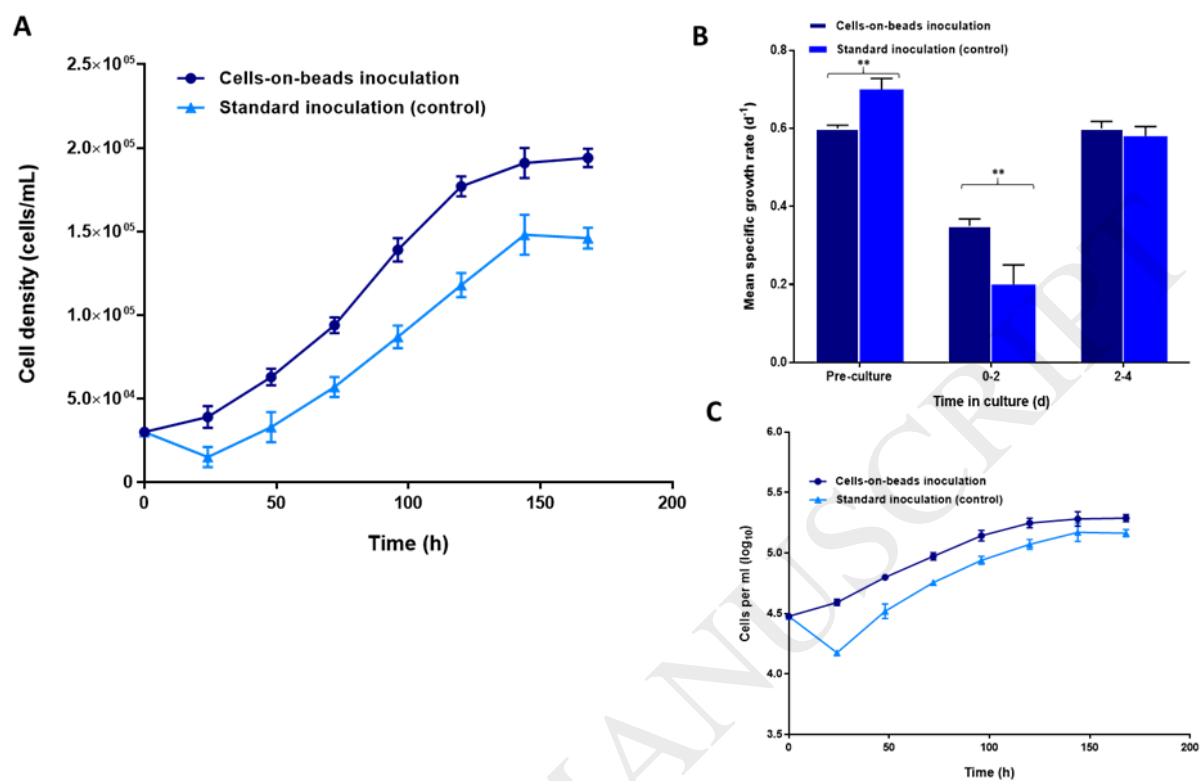 A
2.5×10⁰⁵
2.0×10⁰⁵
1.5×10⁰⁵
1.0×10⁰⁵
5.0×10⁰⁴
0
Cell density (cells/mL)
Cells-on-beads inoculation
Standard inoculation (control)
0 50 100 150 200
Time (h)
B
Cells-on-beads inoculation
Standard inoculation (control)
0.8
0.6
0.4
0.2
0.0
Mean specific growth rate (d⁻¹)
**
**
Pre-culture 0-2 2-4
Time in culture (d)
C
6.0
5.5
5.0
4.5
4.0
3.5
Cells per ml (log₁₀)
Cells-on-beads inoculation
Standard inoculation (control)
0 50 100 150 200
Time (h)
MANUSCRIPT